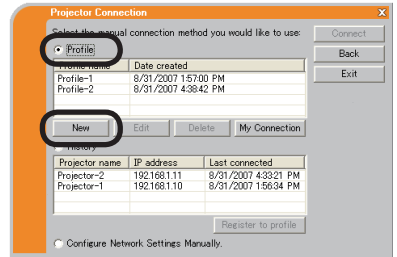 Projector Connection
Select the manual connection method you would like to use:
Profile
Profile name Date created
Profile-1 8/31/2007 1:57:00 PM
Profile-2 8/31/2007 4:38:42 PM
New Edit Delete My Connection
History
Projector name IP address Last connected
Projector-2 192.168.1.11 8/31/2007 4:33:21 PM
Projector-1 192.168.1.10 8/31/2007 1:56:34 PM
Register to profile
Configure Network Settings Manually.
Connect
Back
Exit